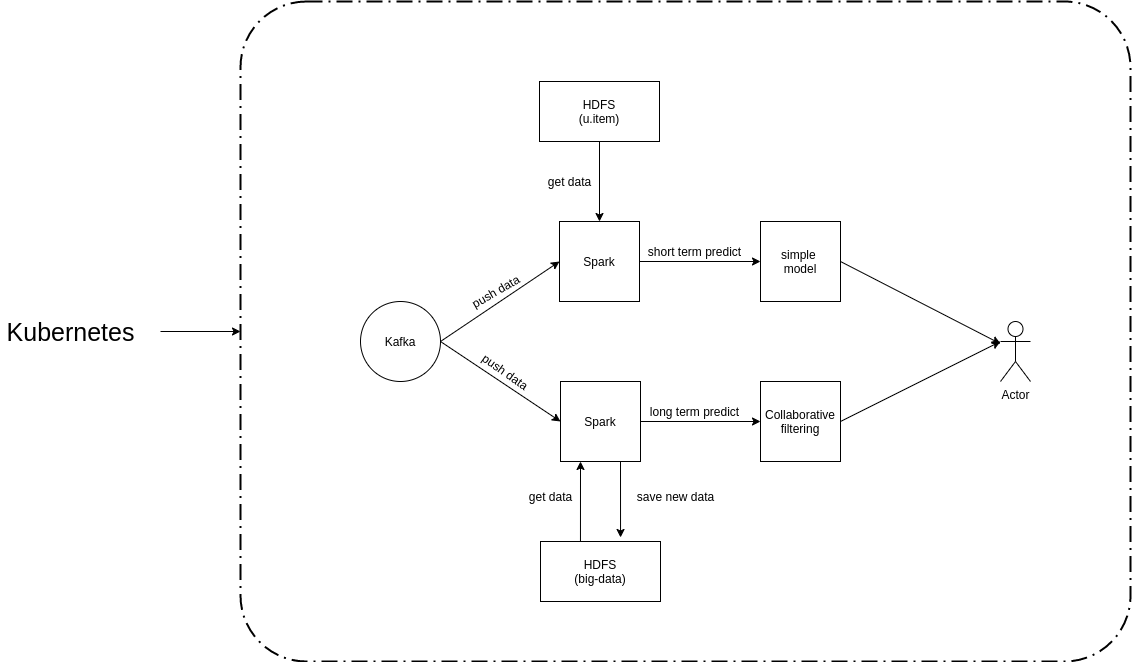 HDFS
(u.item)
get data
Spark
short term predict
simple
model
push data
Kubernetes
Kafka
push data
Actor
Spark
long term predict
Collaborative
filtering
get data
save new data
HDFS
(big-data)